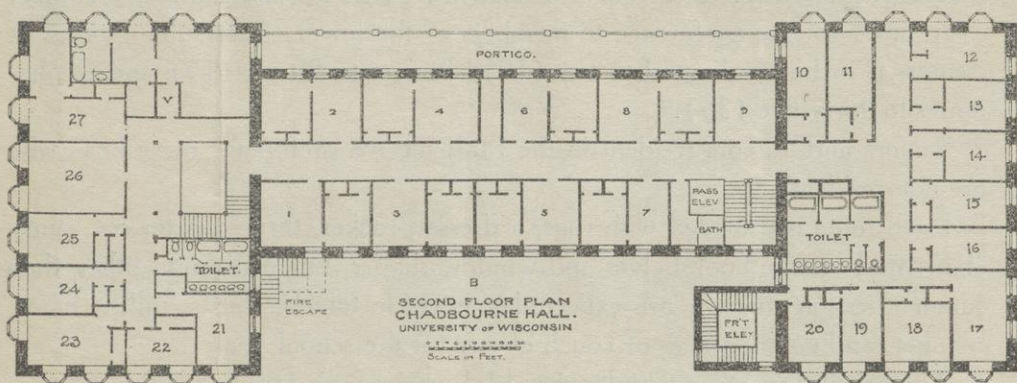 PORTICO.
10
11
12
13
14
15
16
17
18
19
20
TOILET
FR'T
ELEV
2
4
6
8
9
1
3
5
7
PASS
ELEV
BATH
V
27
26
25
24
23
22
21
TOILET.
FIRE
ESCAPE
B
SECOND FLOOR PLAN
CHADBOURNE HALL.
UNIVERSITY OF WISCONSIN
SCALE IN FEET.